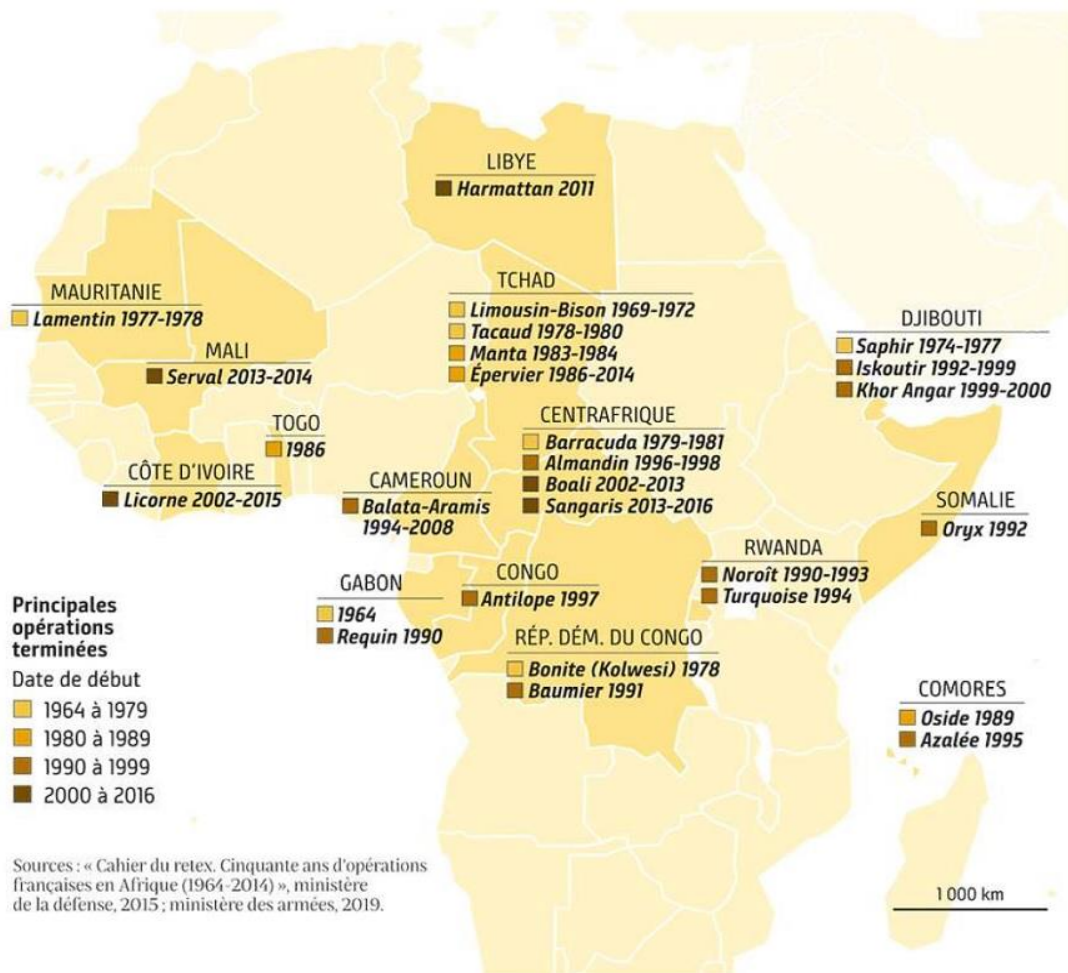 LIBYE
Harmattan 2011
MAURITANIE
Lamentin 1977-1978
MALI
Serval 2013-2014
TCHAD
Limousin-Bison 1969-1972
Tacaud 1978-1980
Manta 1983-1984
Épervier 1986-2014
DJIBOUTI
Saphir 1974-1977
Iskoutir 1992-1999
Khor Angar 1999-2000
TOGO
1986
CÔTE D'IVOIRE
Licorne 2002-2015
CAMEROUN
Balata-Aramis
1994-2008
CENTRAFRIQUE
Barracuda 1979-1981
Almandin 1996-1998
Boali 2002-2013
Sangaris 2013-2016
SOMALIE
Oryx 1992
GABON
1964
Requin 1990
CONGO
Antilope 1997
RWANDA
Noroît 1990-1993
Turquoise 1994
RÉP. DÉM. DU CONGO
Bonite (Kolwesi) 1978
Baumier 1991
COMORES
Oside 1989
Azalée 1995
Principales
opérations
terminées
Date de début
1964 à 1979
1980 à 1989
1990 à 1999
2000 à 2016
Sources : « Cahier du retex. Cinquante ans d'opérations
françaises en Afrique (1964-2014) », ministère
de la défense, 2015 ; ministère des armées, 2019.
1 000 km